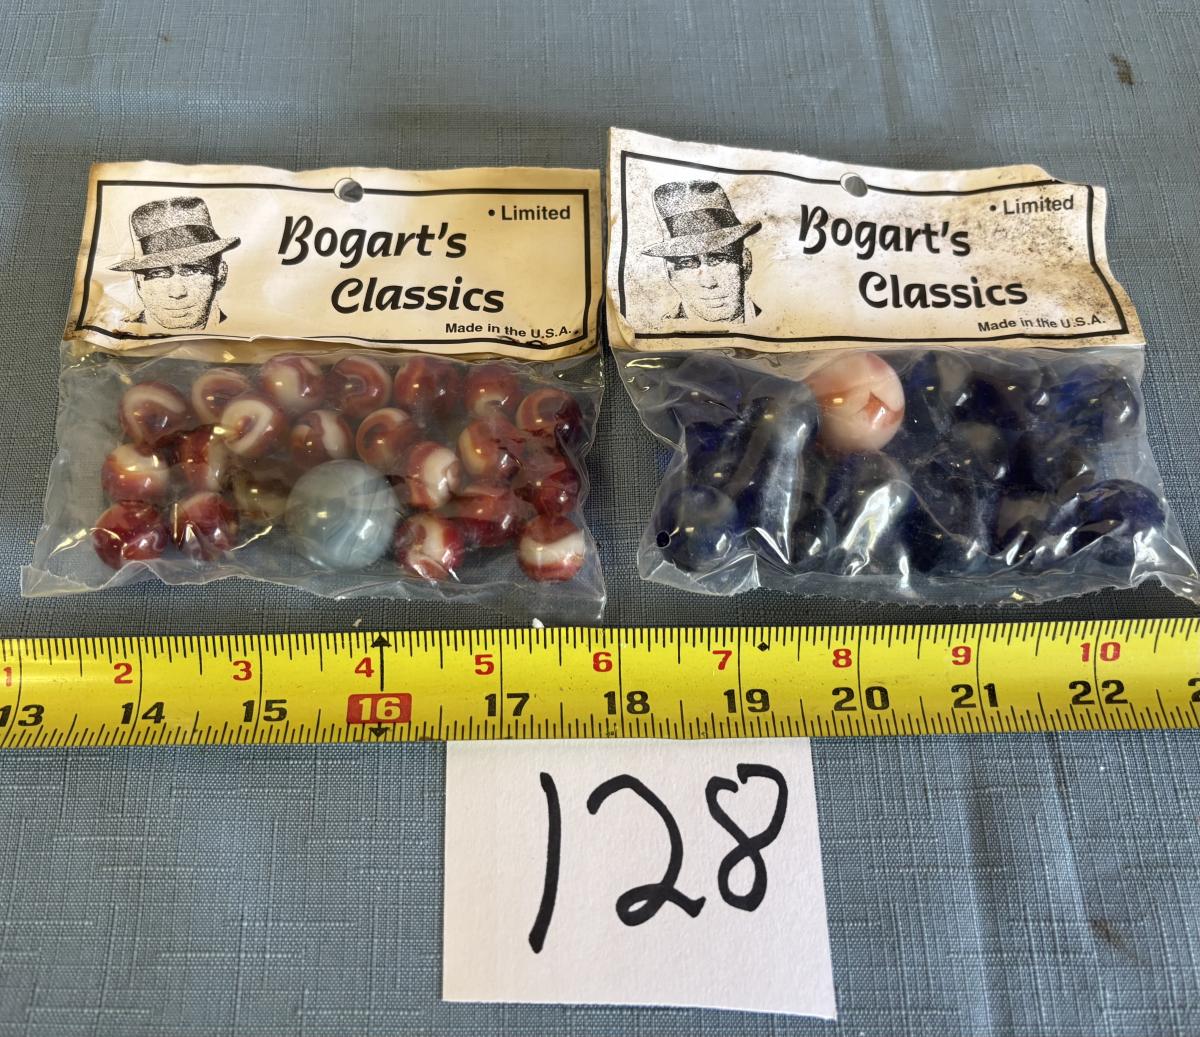 • Limited
Bogart's
Classics
Made in the U.S.A.
• Limited
Bogart's
Classics
Made in the U.S.A.
1 2 3 4 5 6 7 8 9 10
13 14 15 16 17 18 19 20 21 22
128